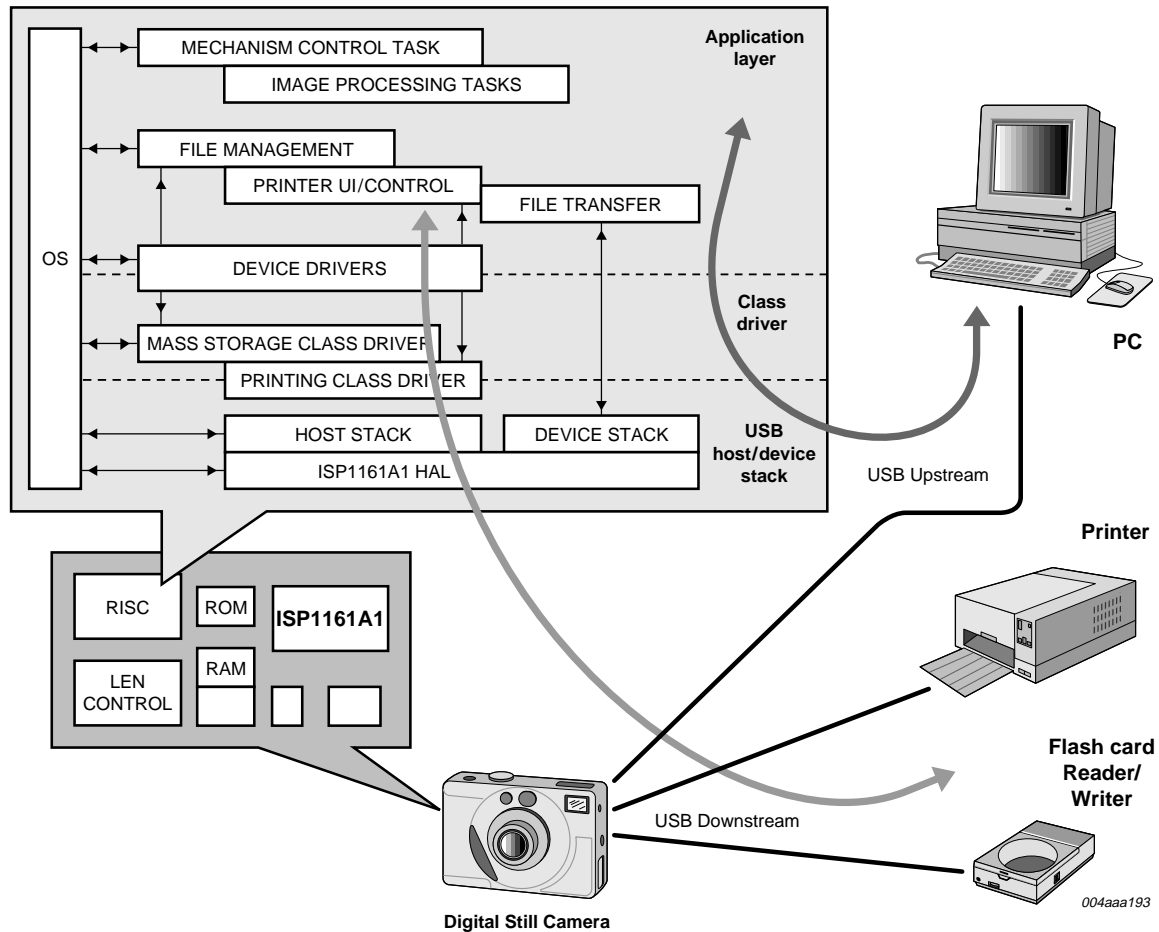 MECHANISM CONTROL TASK
IMAGE PROCESSING TASKS
Application
layer
FILE MANAGEMENT
PRINTER UI/CONTROL
FILE TRANSFER
OS
DEVICE DRIVERS
Class
driver
MASS STORAGE CLASS DRIVER
PRINTING CLASS DRIVER
HOST STACK
DEVICE STACK
USB
host/device
stack
ISP1161A1 HAL
PC
USB Upstream
Printer
RISC
ROM
ISP1161A1
LEN
CONTROL
RAM
Flash card
Reader/
Writer
USB Downstream
004aaa193
Digital Still Camera